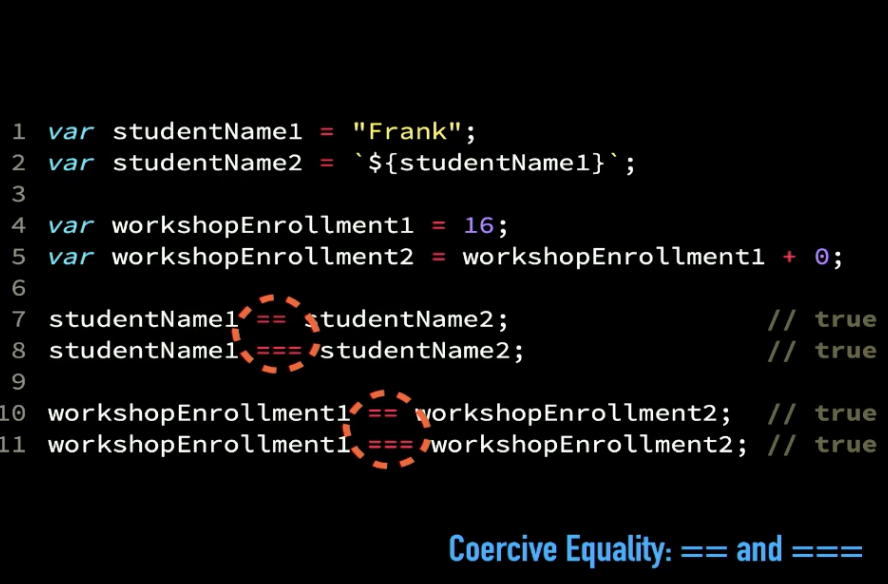 1 var studentName1 = "Frank";
2 var studentName2 = `${studentName1}`;
3
4 var workshopEnrollment1 = 16;
5 var workshopEnrollment2 = workshopEnrollment1 + 0;
6
7 studentName1 == studentName2; // true
8 studentName1 === studentName2; // true
9
10 workshopEnrollment1 == workshopEnrollment2; // true
11 workshopEnrollment1 === workshopEnrollment2; // true
Coercive Equality: == and ===